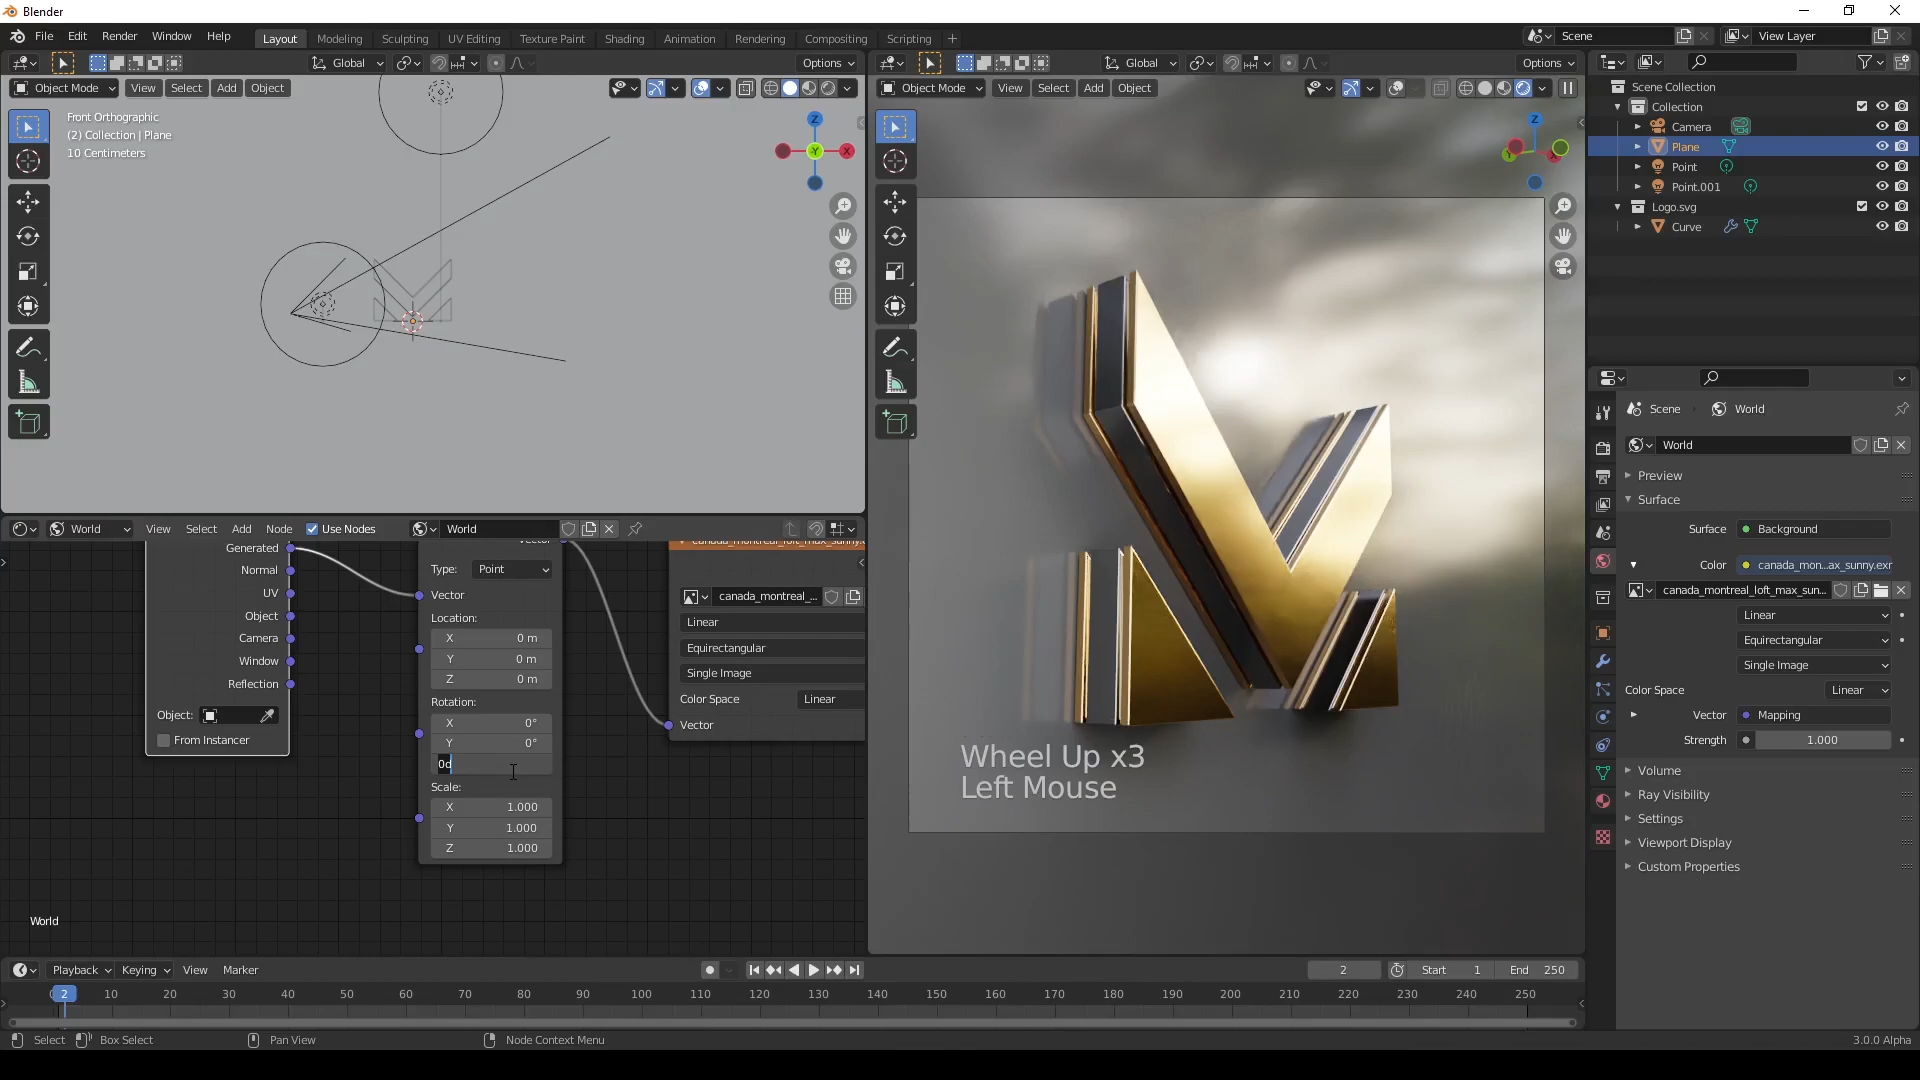 Blender
File Edit Render Window Help Layout Modeling Sculpting UV Editing Texture Paint Shading Animation Rendering Compositing Scripting Scene View Layer
Global Options Global Options
Object Mode View Select Add Object Object Mode View Select Add Object
Front Orthographic
(2) Collection | Plane
10 Centimeters
Scene Collection
Collection
Camera
Plane
Point
Point.001
Logo.svg
Curve
World View Select Add Node Use Nodes World
Generated
Normal
UV
Object
Camera
Window
Reflection
Object:
From Instancer
Type: Point
Vector
Location:
X 0 m
Y 0 m
Z 0 m
Rotation:
X 0°
Y 0°
Scale:
X 1.000
Y 1.000
Z 1.000
canada_montreal_...
Linear
Equirectangular
Single Image
Color Space Linear
Vector
World
Wheel Up x3
Left Mouse
Scene World
World
Preview
Surface
Surface Background
Color canada_mon...ax_sunny.exr
canada_montreal_loft_max_sun...
Linear
Equirectangular
Single Image
Color Space Linear
Vector Mapping
Strength 1.000
Volume
Ray Visibility
Settings
Viewport Display
Custom Properties
Playback Keying View Marker 2 Start 1 End 250
2 10 20 30 40 50 60 70 80 90 100 110 120 130 140 150 160 170 180 190 200 210 220 230 240 250
Select Box Select Pan View Node Context Menu 3.0.0 Alpha